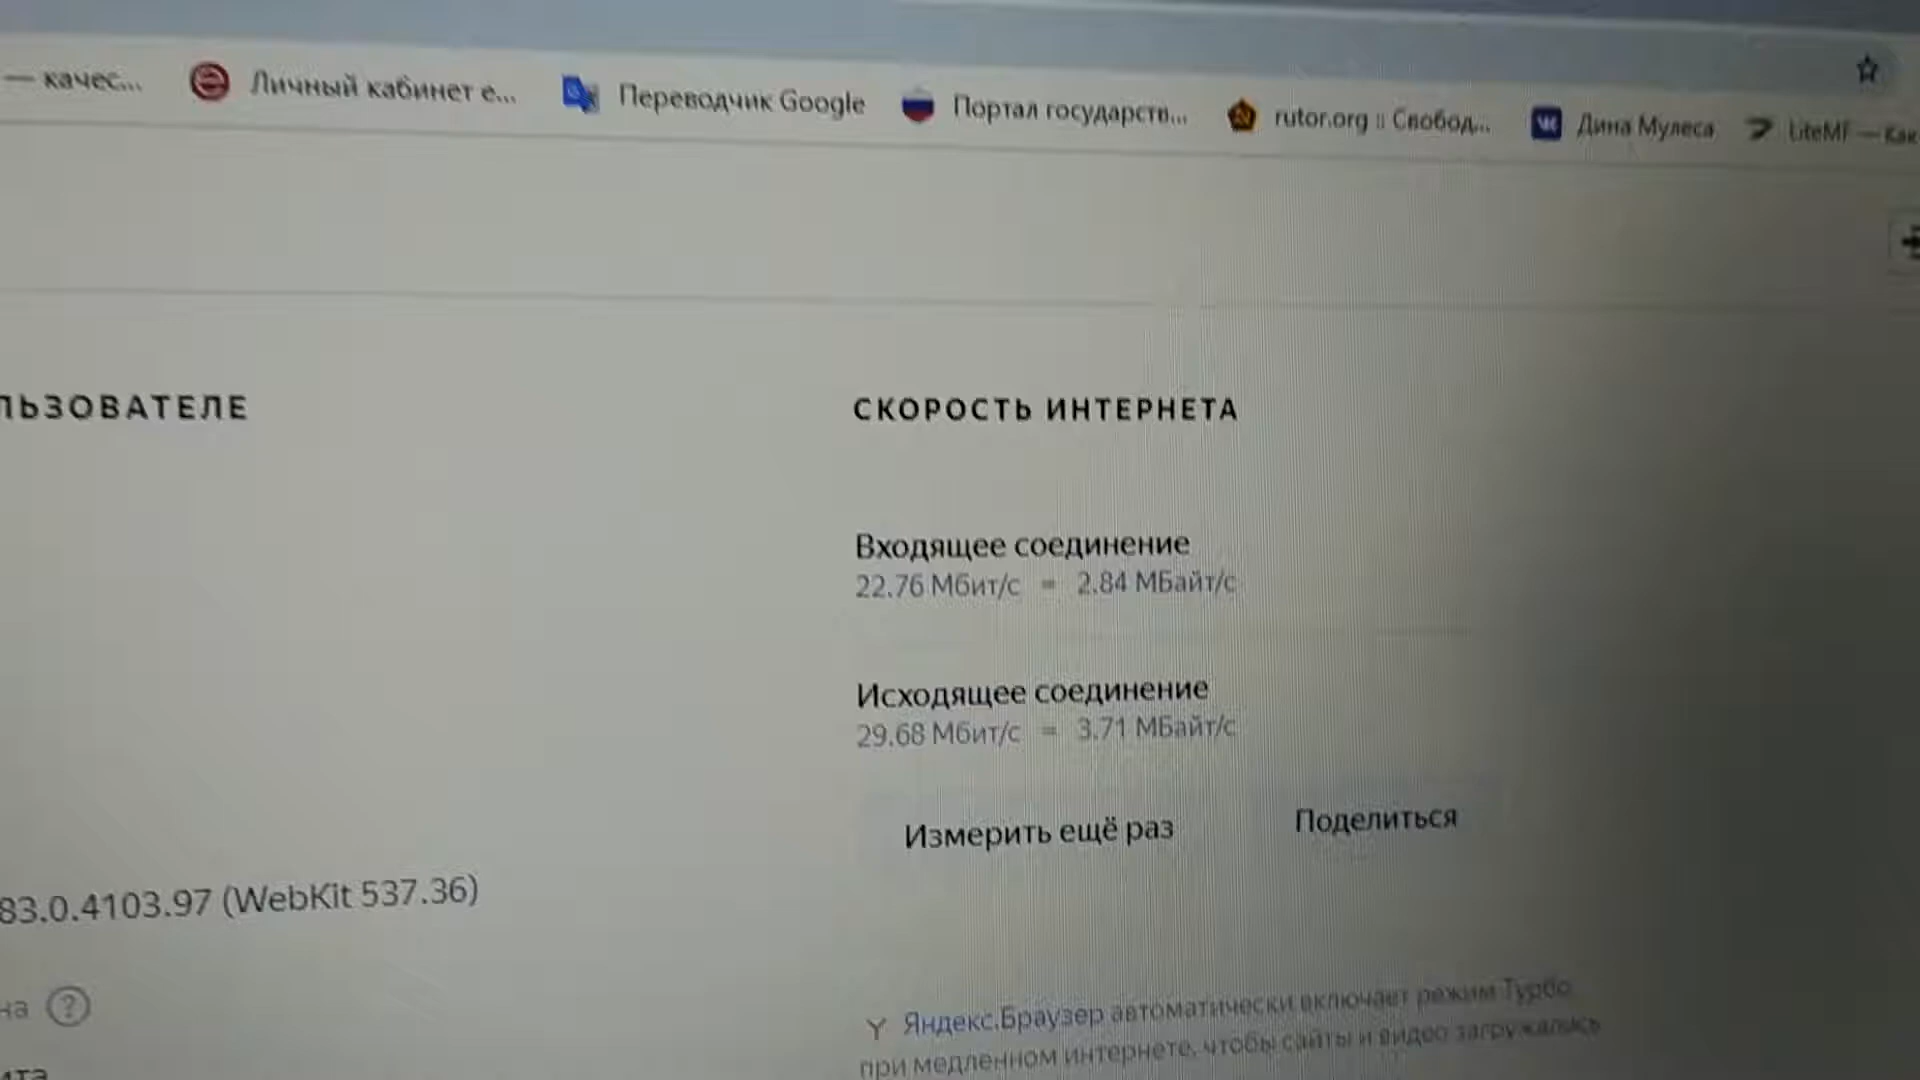 — качес...
Личный кабинет е...
Переводчик Google
Портал государств...
rutor.org :: Свобод...
Дина Мулеса
LiteMF — Как
ЛЬЗОВАТЕЛЕ
СКОРОСТЬ ИНТЕРНЕТА
Входящее соединение
22.76 Мбит/с = 2.84 МБайт/с
Исходящее соединение
29.68 Мбит/с = 3.71 МБайт/с
Измерить ещё раз
Поделиться
83.0.4103.97 (WebKit 537.36)
на ?
Яндекс.Браузер автоматически включает режим Турбо
при медленном интернете, чтобы сайты и видео загружались